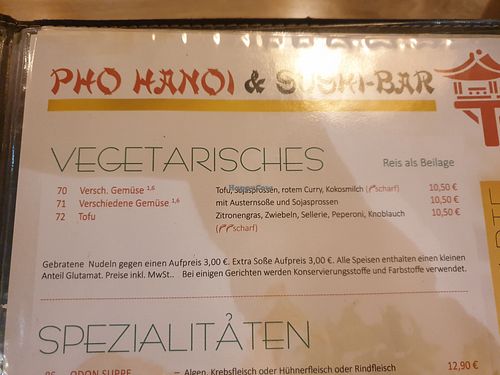 PHO HANOI & SUSHI-BAR
VEGETARISCHES
Reis als Beilage
70 Versch. Gemüse 1,6 Tofu, Sojasprossen, rotem Curry, Kokosmilch (scharf) 10,50 €
71 Verschiedene Gemüse 1,6 mit Austernsoße und Sojasprossen 10,50 €
72 Tofu Zitronengras, Zwiebeln, Sellerie, Peperoni, Knoblauch 10,50 €
(scharf)
Gebratene Nudeln gegen einen Aufpreis 3,00 €. Extra Soße Aufpreis 3,00 €. Alle Speisen enthalten einen kleinen
Anteil Glutamat. Preise inkl. MwSt.. Bei einigen Gerichten werden Konservierungsstoffe und Farbstoffe verwendet.
SPEZIALITÄTEN
ODON SUPPE – Algen, Krebsfleisch oder Hühnerfleisch oder Rindfleisch 12,90 €